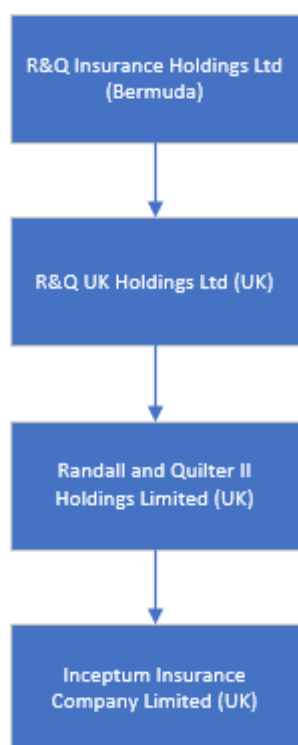 R&Q Insurance Holdings Ltd
(Bermuda)
R&Q UK Holdings Ltd (UK)
Randall and Quilter II
Holdings Limited (UK)
Inceptum Insurance
Company Limited (UK)